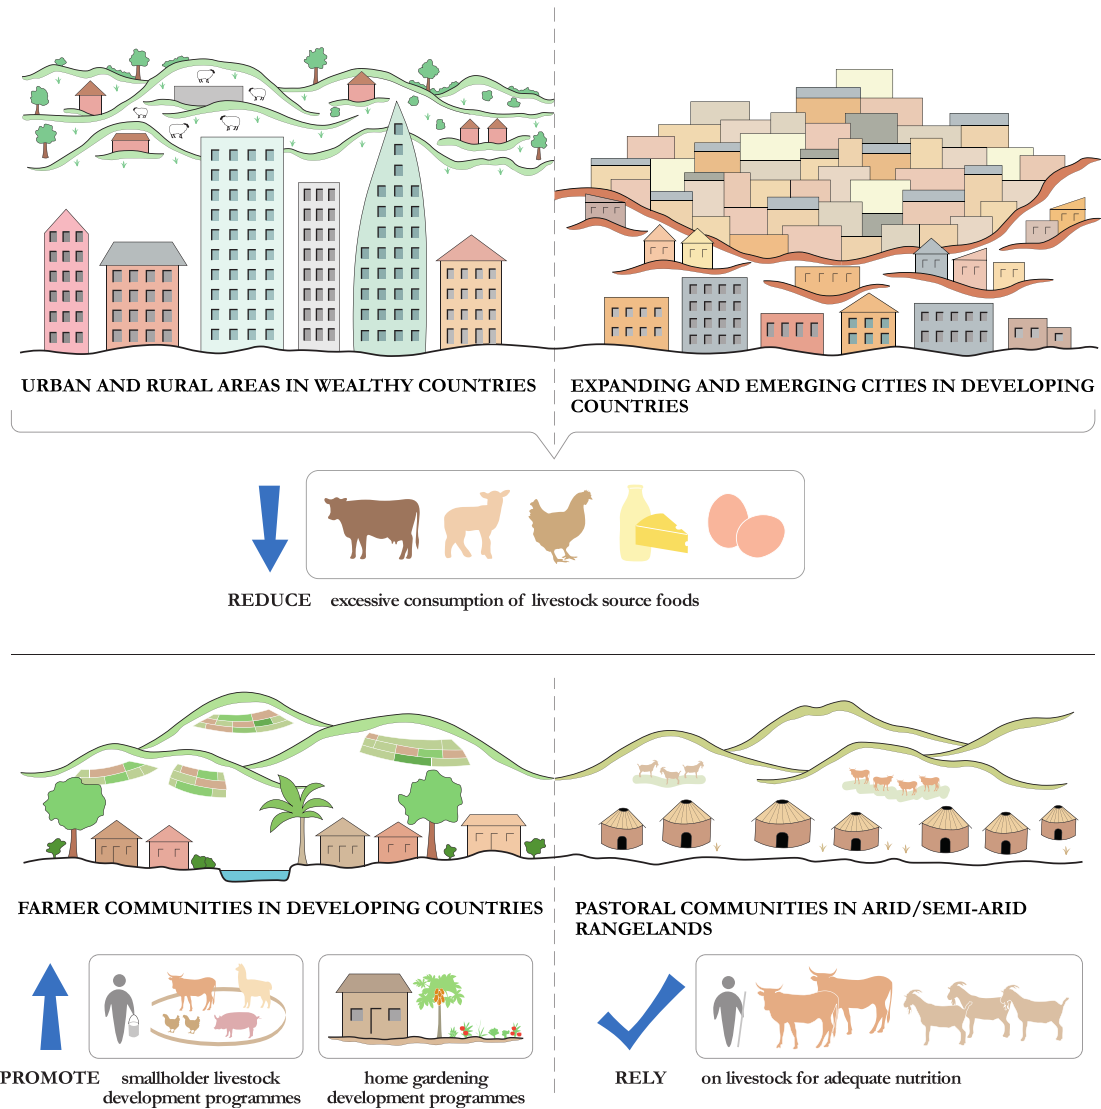 URBAN AND RURAL AREAS IN WEALTHY COUNTRIES
EXPANDING AND EMERGING CITIES IN DEVELOPING
COUNTRIES
REDUCE excessive consumption of livestock source foods
FARMER COMMUNITIES IN DEVELOPING COUNTRIES
PASTORAL COMMUNITIES IN ARID/SEMI-ARID
RANGELANDS
PROMOTE smallholder livestock
development programmes
home gardening
development programmes
RELY on livestock for adequate nutrition